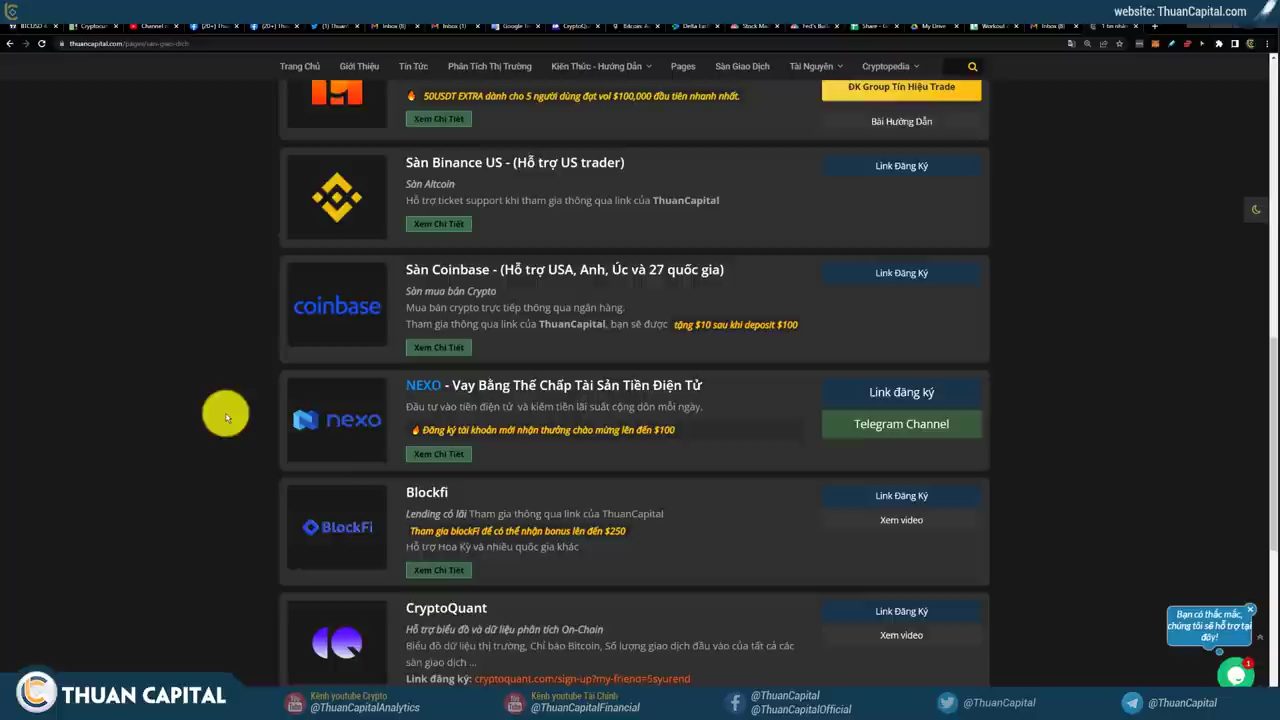 website: ThuanCapital.com
thuancapital.com/pages/san-giao-dich
Trang Chủ Giới Thiệu Tin Tức Phân Tích Thị Trường Kiến Thức - Hướng Dẫn Pages Sàn Giao Dịch Tài Nguyên Cryptopedia
50USDT EXTRA dành cho 5 người dùng đạt vol $100,000 đầu tiên nhanh nhất.
Xem Chi Tiết
ĐK Group Tín Hiệu Trade
Bài Hướng Dẫn
Sàn Binance US - (Hỗ trợ US trader)
Sàn Altcoin
Hỗ trợ ticket support khi tham gia thông qua link của ThuanCapital
Xem Chi Tiết
Link Đăng Ký
coinbase
Sàn Coinbase - (Hỗ trợ USA, Anh, Úc và 27 quốc gia)
Sàn mua bán Crypto
Mua bán crypto trực tiếp thông qua ngân hàng.
Tham gia thông qua link của ThuanCapital, bạn sẽ được tặng $10 sau khi deposit $100
Xem Chi Tiết
Link Đăng Ký
nexo
NEXO - Vay Bằng Thế Chấp Tài Sản Tiền Điện Tử
Đầu tư vào tiền điện tử và kiếm tiền lãi suất cộng dồn mỗi ngày.
Đăng ký tài khoản mới nhận thưởng chào mừng lên đến $100
Xem Chi Tiết
Link đăng ký
Telegram Channel
BlockFi
Blockfi
Lending có lãi Tham gia thông qua link của ThuanCapital
Tham gia blockFi để có thể nhận bonus lên đến $250
Hỗ trợ Hoa Kỳ và nhiều quốc gia khác
Xem Chi Tiết
Link Đăng Ký
Xem video
CryptoQuant
Hỗ trợ biểu đồ và dữ liệu phân tích On-Chain
Biểu đồ dữ liệu thị trường, Chỉ báo Bitcoin, Số lượng giao dịch đầu vào của tất cả các
sàn giao dịch ...
Link đăng ký: cryptoquant.com/sign-up?my-friend=5syurend
Link Đăng Ký
Xem video
Bạn có thắc mắc,
chúng tôi sẽ hỗ trợ tại
đây!
1
THUAN CAPITAL
Kênh youtube Crypto
@ThuanCapitalAnalytics
Kênh youtube Tài Chính
@ThuanCapitalFinancial
@ThuanCapital
@ThuanCapitalOfficial
@ThuanCapital
@ThuanCapital